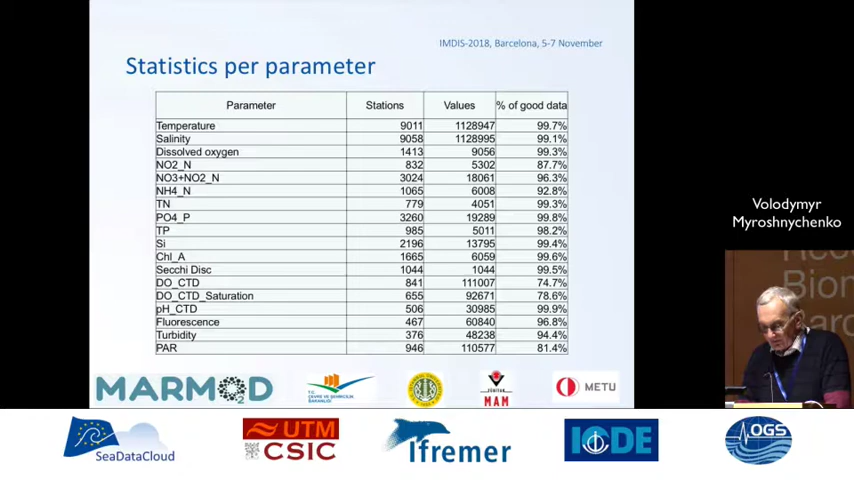 IMDIS-2018, Barcelona, 5-7 November
Statistics per parameter
Parameter Stations Values % of good data
Temperature 9011 1128947 99.7%
Salinity 9058 1128995 99.1%
Dissolved oxygen 1413 9056 99.3%
NO2_N 832 5302 87.7%
NO3+NO2_N 3024 18061 96.3%
NH4_N 1065 6008 92.8%
TN 779 4051 99.3%
PO4_P 3260 19289 99.8%
TP 985 5011 98.2%
Si 2196 13795 99.4%
Chl_A 1665 6059 99.6%
Secchi Disc 1044 1044 99.5%
DO_CTD 841 111007 74.7%
DO_CTD_Saturation 655 92671 78.6%
pH_CTD 506 30985 99.9%
Fluorescence 467 60840 96.8%
Turbidity 376 48238 94.4%
PAR 946 110577 81.4%
Volodymyr
Myroshnychenko
MARMOD
O2
T.C.
MAM
METU
SeaDataCloud
UTM
CSIC
Ifremer
IODE
OGS